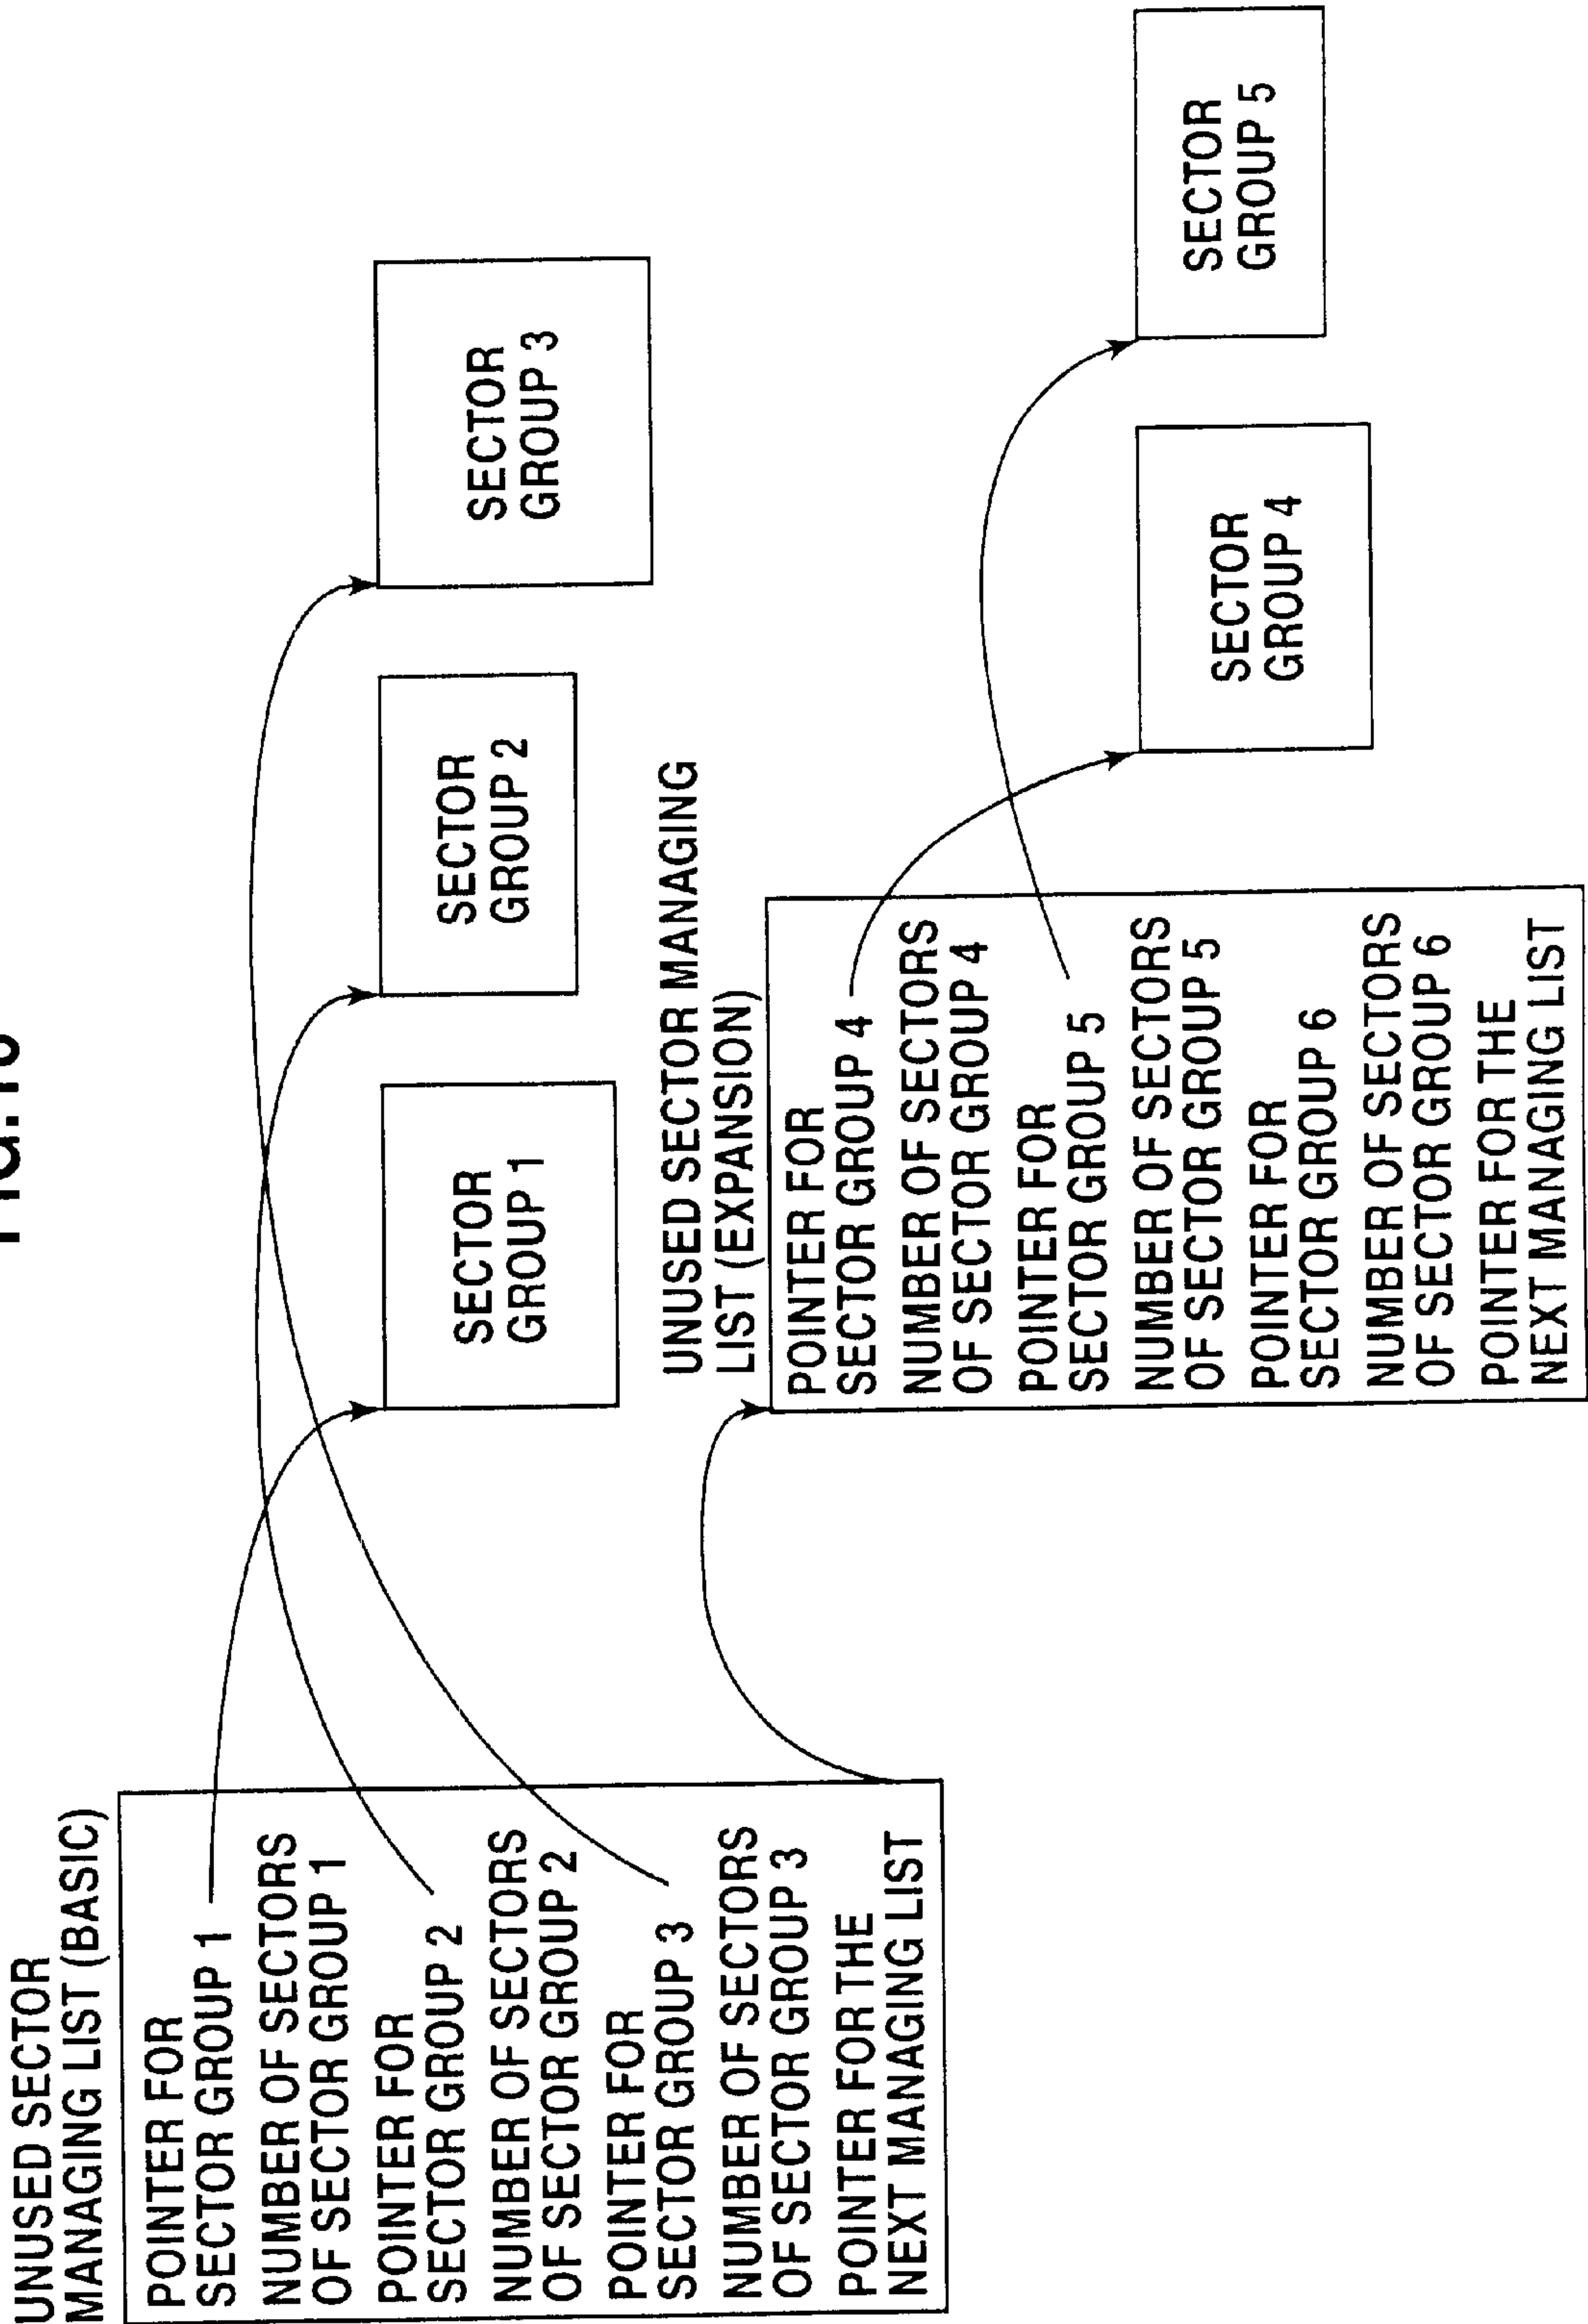 UNUSED SECTOR
MANAGING LIST (BASIC)
POINTER FOR
SECTOR GROUP 1
NUMBER OF SECTORS
OF SECTOR GROUP 1
POINTER FOR
SECTOR GROUP 2
NUMBER OF SECTORS
OF SECTOR GROUP 2
POINTER FOR
SECTOR GROUP 3
NUMBER OF SECTORS
OF SECTOR GROUP 3
POINTER FOR THE
NEXT MANAGING LIST
SECTOR
GROUP 1
SECTOR
GROUP 2
SECTOR
GROUP 3
UNUSED SECTOR MANAGING
LIST (EXPANSION)
POINTER FOR
SECTOR GROUP 4
NUMBER OF SECTORS
OF SECTOR GROUP 4
POINTER FOR
SECTOR GROUP 5
NUMBER OF SECTORS
OF SECTOR GROUP 5
POINTER FOR
SECTOR GROUP 6
NUMBER OF SECTORS
OF SECTOR GROUP 6
POINTER FOR THE
NEXT MANAGING LIST
SECTOR
GROUP 4
SECTOR
GROUP 5